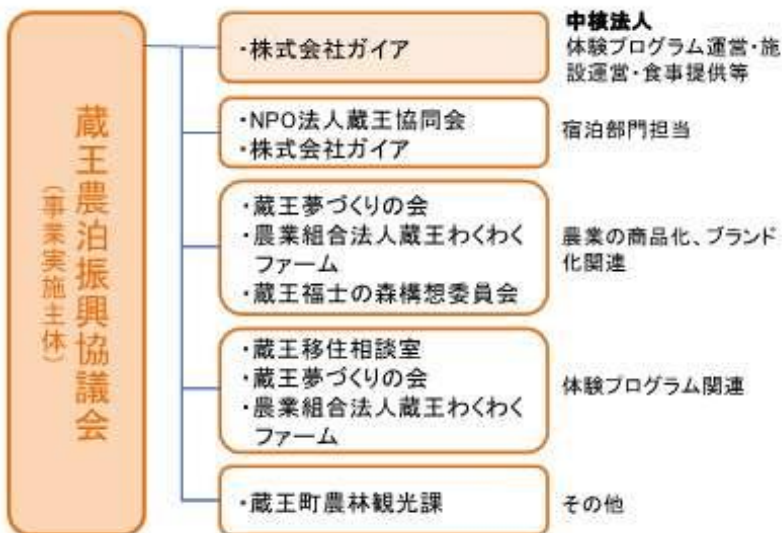 蔵王農泊振興協議会
(事業実施主体)
・株式会社ガイア
中核法人
体験プログラム運営・施
設運営・食事提供等
・NPO法人蔵王協同会
・株式会社ガイア
宿泊部門担当
・蔵王夢づくりの会
・農業組合法人蔵王わくわく
ファーム
・蔵王福士の森構想委員会
農業の商品化、ブランド
化関連
・蔵王移住相談室
・蔵王夢づくりの会
・農業組合法人蔵王わくわく
ファーム
体験プログラム関連
・蔵王町農林観光課
その他